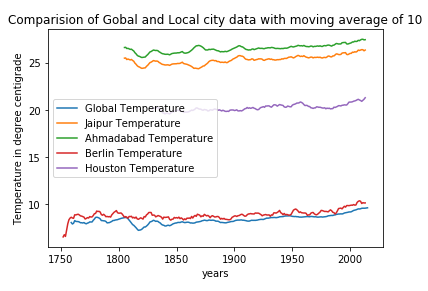 Comparision of Gobal and Local city data with moving average of 10
Temperature in degree centigrade
25
20
15
10
Global Temperature
Jaipur Temperature
Ahmadabad Temperature
Berlin Temperature
Houston Temperature
1750 1800 1850 1900 1950 2000
years